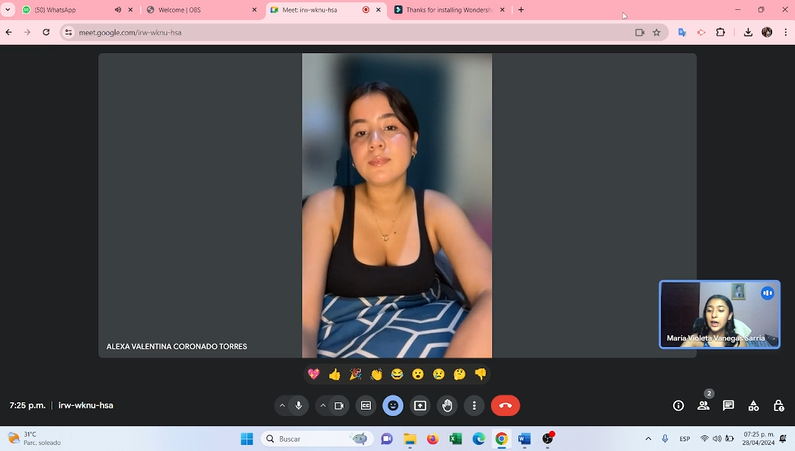 (50) WhatsApp
Welcome | OBS
Meet: irw-wknu-hsa
Thanks for installing Wondersh
meet.google.com/irw-wknu-hsa
ALEXA VALENTINA CORONADO TORRES
María Violeta Vanegas Sarria
7:25 p.m. | irw-wknu-hsa
2
31°C
Parc. soleado
Buscar
ESP
07:25 p. m.
28/04/2024